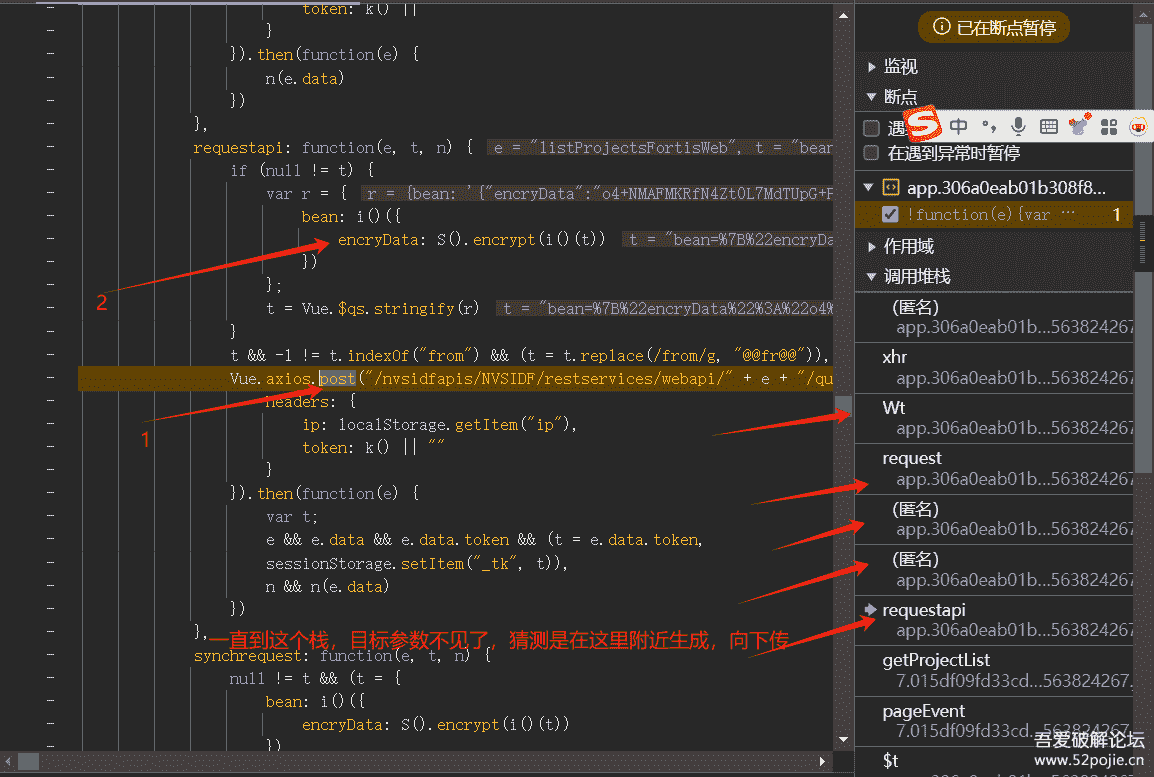 token: k() ||
}
}).then(function(e) {
n(e.data)
})
},
requestapi: function(e, t, n) { e = "listProjectsFortisWeb", t = "bean
if (null != t) {
var r = { r = {bean: '{"encryData":"o4+NMAFMKRfN4Zt0L7MdTUpG+F
bean: i()({
encryData: S().encrypt(i()(t)) t = "bean=%7B%22encryDa
})
};
2
t = Vue.$qs.stringify(r) t = "bean=%7B%22encryData%22%3A%22o4%
}
t && -1 != t.indexOf("from") && (t = t.replace(/from/g, "@@fr@@")),
Vue.axios.post("/nvsidfapis/NVSIDF/restservices/webapi/" + e + "/qu
headers: {
ip: localStorage.getItem("ip"),
1
token: k() || ""
}
}).then(function(e) {
var t;
e && e.data && e.data.token && (t = e.data.token,
sessionStorage.setItem("_tk", t)),
n && n(e.data)
})
},
一直到这个栈，目标参数不见了，猜测是在这里附近生成，向下传
synchrequest: function(e, t, n) {
null != t && (t = {
bean: i()({
encryData: S().encrypt(i()(t))
})
已在断点暂停
监视
断点
遇
中
在遇到异常时暂停
app.306a0eab01b308f8...
!function(e){var ... 1
作用域
调用堆栈
(匿名)
app.306a0eab01b...563824267
xhr
app.306a0eab01b...563824267
Wt
app.306a0eab01b...563824267
request
app.306a0eab01b...563824267
(匿名)
app.306a0eab01b...563824267
(匿名)
app.306a0eab01b...563824267
requestapi
app.306a0eab01b...563824267
getProjectList
7.015df09fd33cd...563824267.
pageEvent
7.015df09fd33cd...563824267.
$t
吾爱破解论坛
www.52pojie.cn